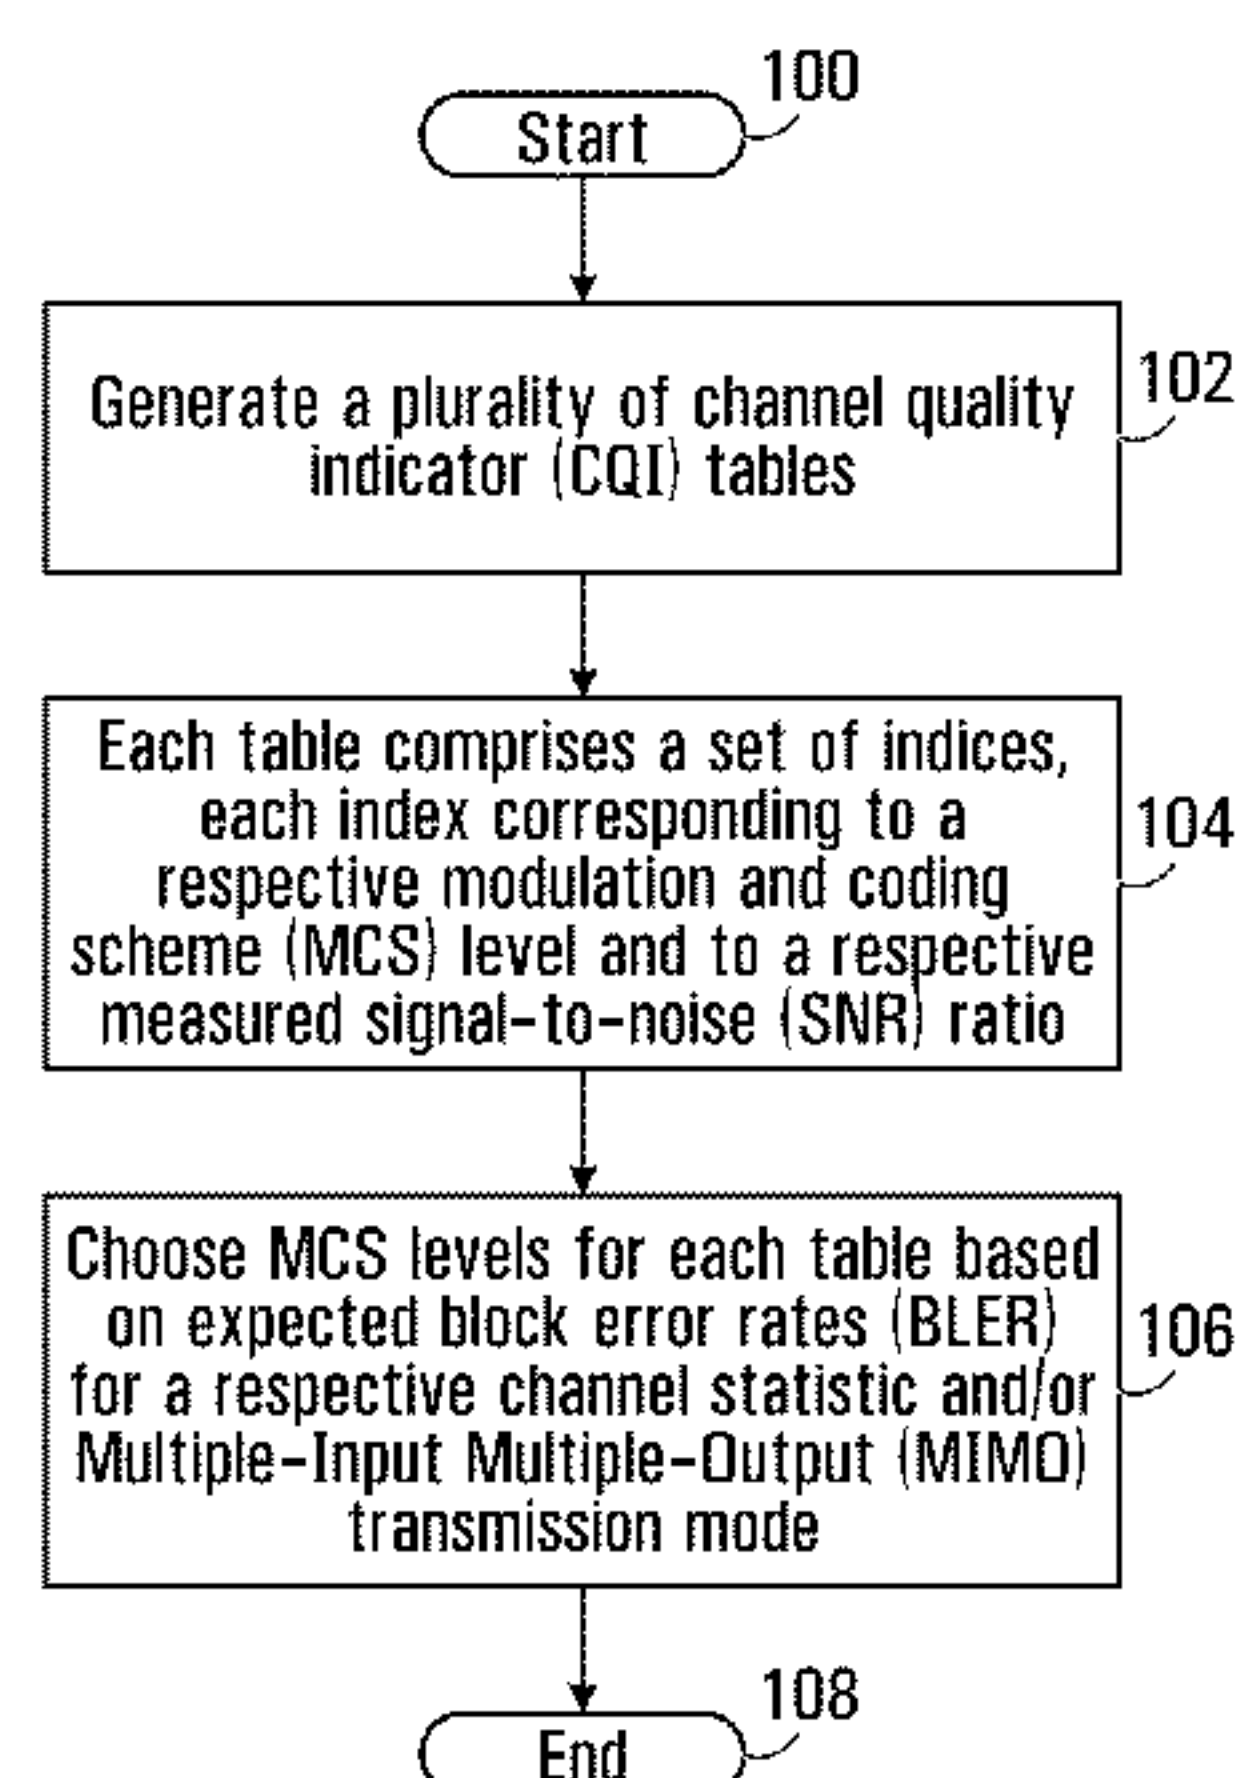 100
Start
Generate a plurality of channel quality
indicator (CQI) tables
102
Each table comprises a set of indices,
each index corresponding to a
respective modulation and coding
scheme (MCS) level and to a respective
measured signal-to-noise (SNR) ratio
104
Choose MCS levels for each table based
on expected block error rates (BLER)
for a respective channel statistic and/or
Multiple-Input Multiple-Output (MIMO)
transmission mode
106
108
End